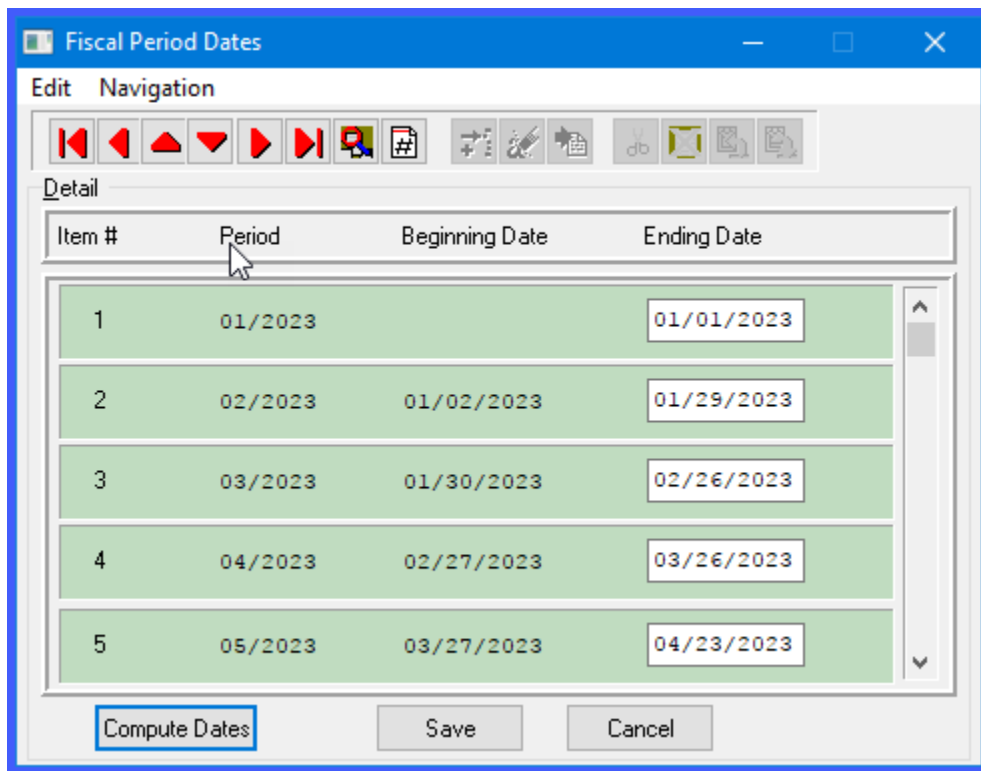 Fiscal Period Dates
Edit Navigation
#
Detail
Item # Period Beginning Date Ending Date
1 01/2023 01/01/2023
2 02/2023 01/02/2023 01/29/2023
3 03/2023 01/30/2023 02/26/2023
4 04/2023 02/27/2023 03/26/2023
5 05/2023 03/27/2023 04/23/2023
Compute Dates Save Cancel